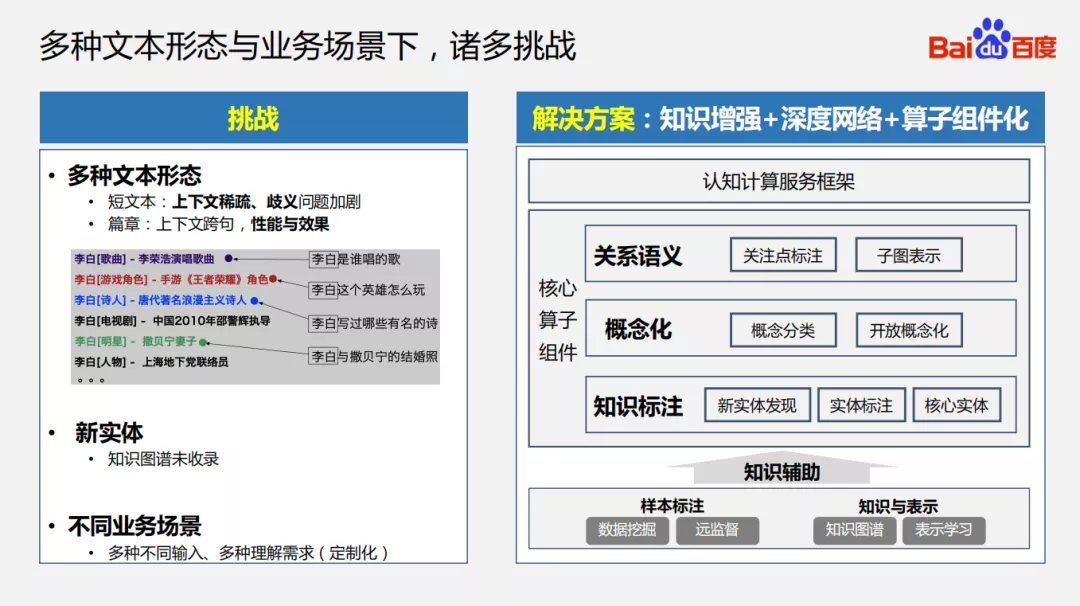 多种文本形态与业务场景下，诸多挑战
Bai du 百度
挑战
• 多种文本形态
• 短文本：上下文稀疏、歧义问题加剧
• 篇章：上下文跨句，性能与效果
李白[歌曲] - 李荣浩演唱歌曲
李白[游戏角色] - 手游《王者荣耀》角色
李白[诗人] - 唐代著名浪漫主义诗人
李白[电视剧] - 中国2010年邵警辉执导
李白[明星] - 撒贝宁妻子
李白[人物] - 上海地下党联络员
。。。
李白是谁唱的歌
李白这个英雄怎么玩
李白写过哪些有名的诗
李白与撒贝宁的结婚照
• 新实体
• 知识图谱未收录
• 不同业务场景
• 多种不同输入、多种理解需求（定制化）
解决方案：知识增强+深度网络+算子组件化
认知计算服务框架
核心
算子
组件
关系语义 关注点标注 子图表示
概念化 概念分类 开放概念化
知识标注 新实体发现 实体标注 核心实体
知识辅助
样本标注 知识与表示
数据挖掘 远监督 知识图谱 表示学习